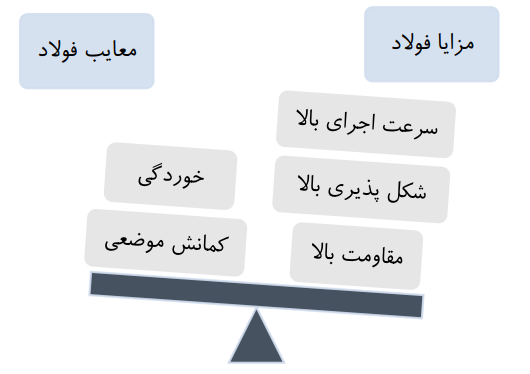 مزایا فولاد
معایب فولاد
سرعت اجرای بالا
شکل پذیری بالا
مقاومت بالا
خوردگی
کمانش موضعی